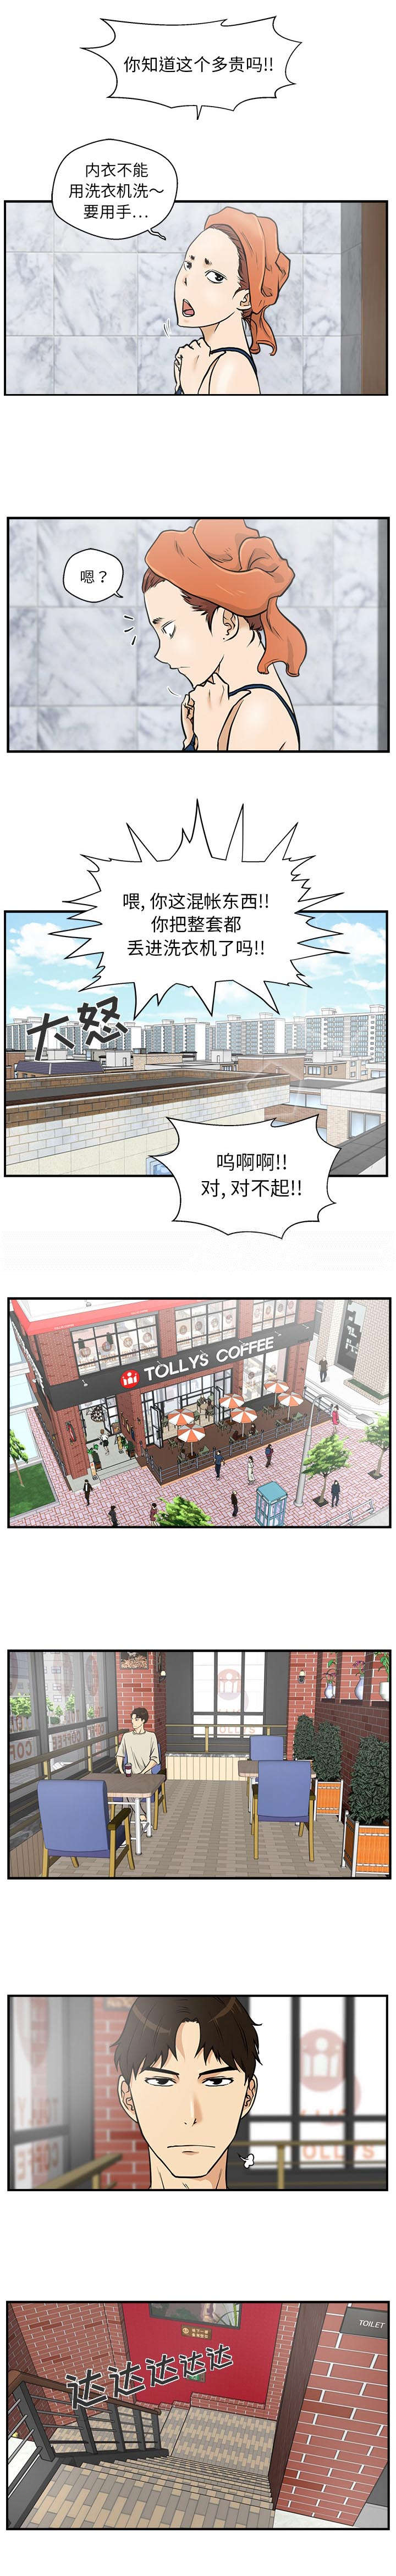 你知道这个多贵吗!!
内衣不能
用洗衣机洗～
要用手...
嗯？
喂, 你这混帐东西!!
你把整套都
丢进洗衣机了吗!!
大怒
呜啊啊!!
对, 对不起!!
TOLLYS COFFEE
TOILET
达达达达达